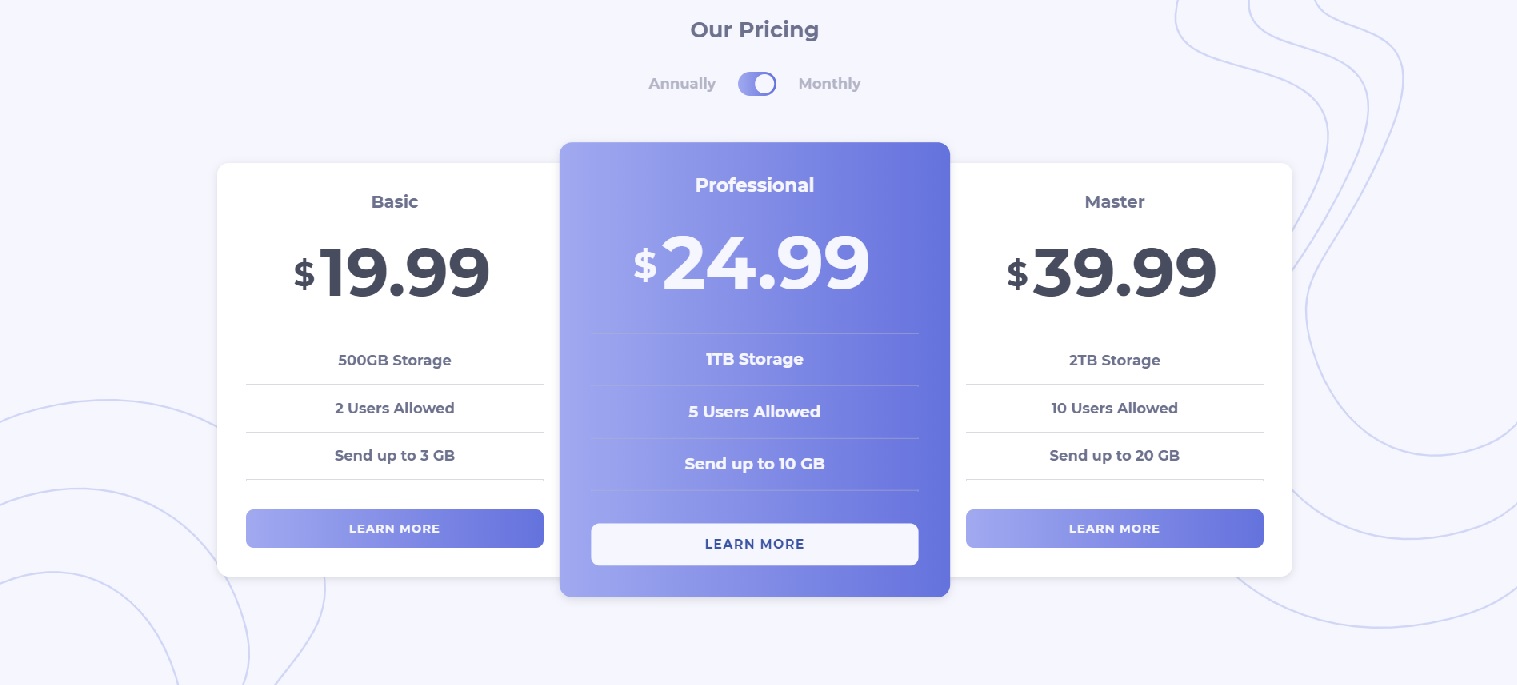 Our Pricing
Annually Monthly
Basic
$19.99
500GB Storage
2 Users Allowed
Send up to 3 GB
LEARN MORE
Professional
$24.99
1TB Storage
5 Users Allowed
Send up to 10 GB
LEARN MORE
Master
$39.99
2TB Storage
10 Users Allowed
Send up to 20 GB
LEARN MORE